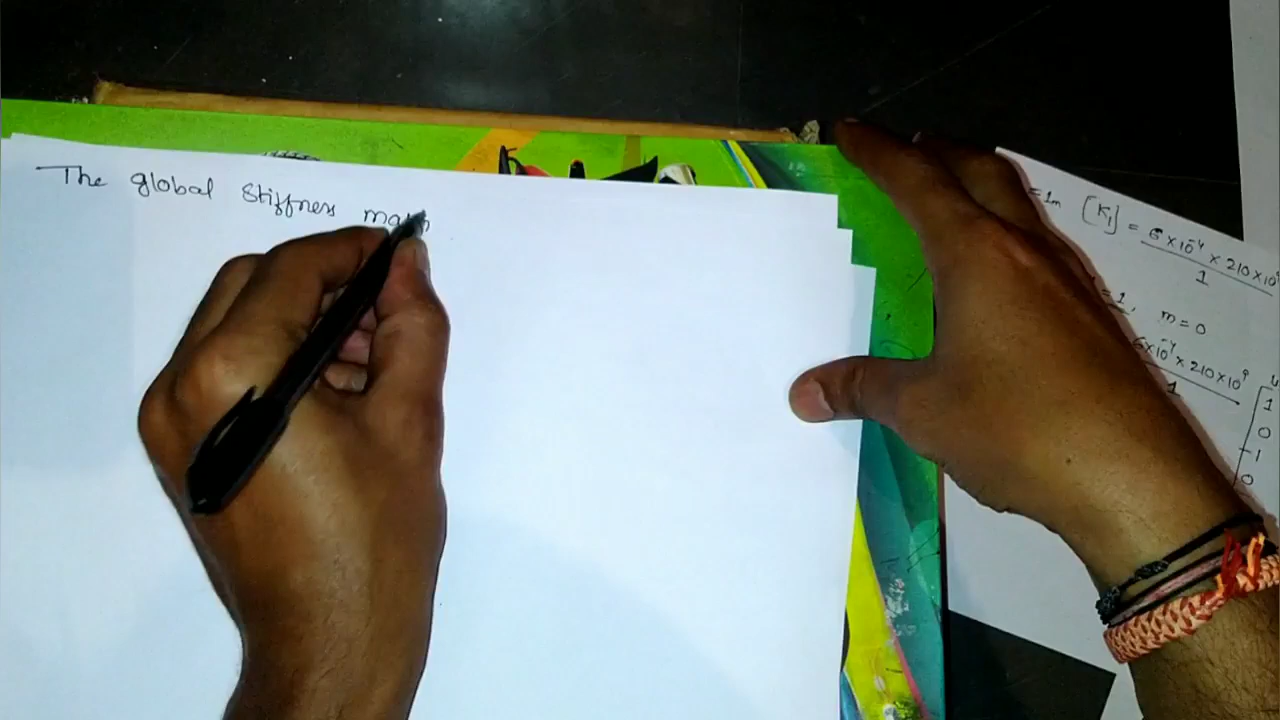 The global Stiffness
= 1m [K₁] = 6 × 10⁻⁴ × 210 × 10⁹ / 1
= 1, m = 0
6×10⁻⁴ × 210 × 10⁹ / 1
1
0
-1
0